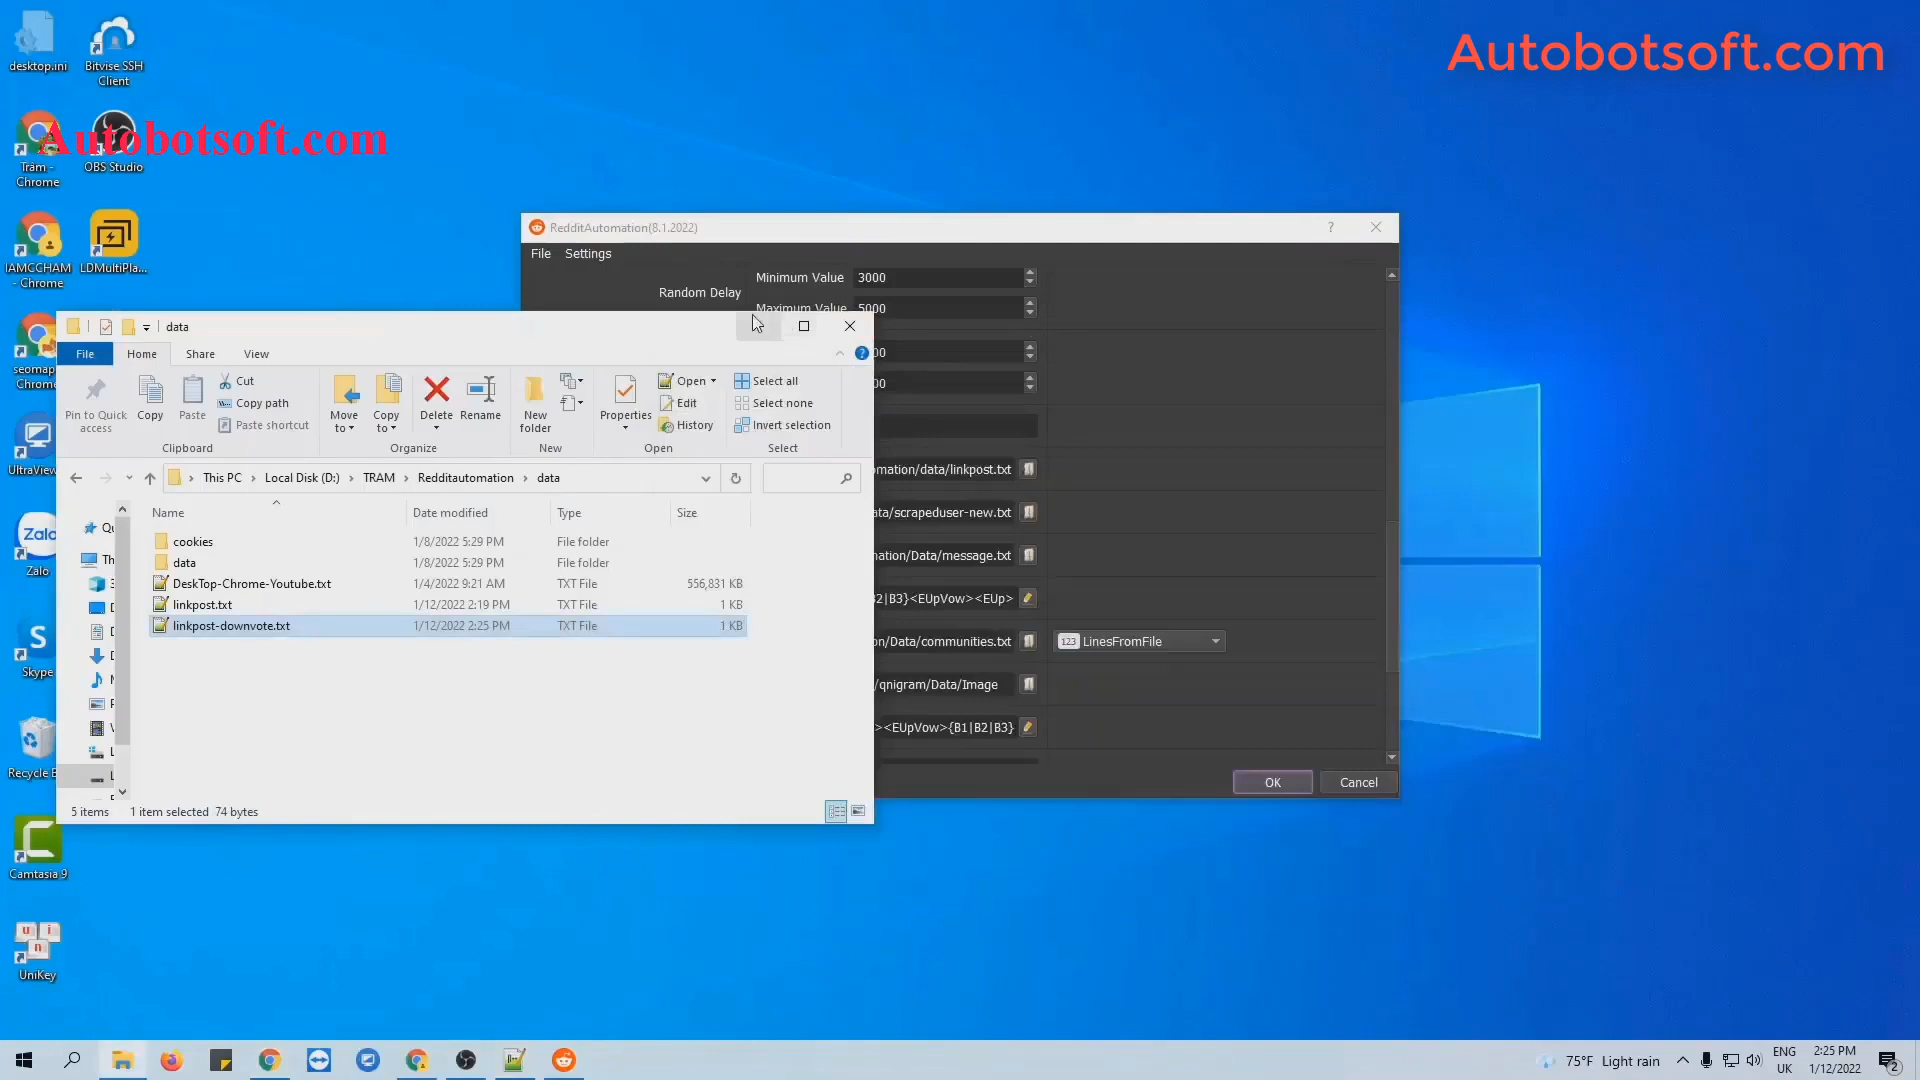 Autobotsoft.com
desktop.ini
Bitvise SSH
Client
Autobotsoft.com
Trâm -
Chrome
OBS Studio
IAMCCHAM
- Chrome
LDMultiPla...
Zalo
Skype
UniKey
Camtasia 9
RedditAutomation(8.1.2022)
?
File Settings
Random Delay
Minimum Value 3000
Maximum Value 5000
data
File Home Share View
Pin to Quick
access
Copy
Paste
Cut
Copy path
Paste shortcut
Clipboard
Move
to
Copy
to
Delete
Rename
Organize
New
folder
New
Properties
Open
Edit
History
Open
Select all
Select none
Invert selection
Select
This PC > Local Disk (D:) > TRAM > Redditautomation > data
Name Date modified Type Size
cookies 1/8/2022 5:29 PM File folder
data 1/8/2022 5:29 PM File folder
DeskTop-Chrome-Youtube.txt 1/4/2022 9:21 AM TXT File 556,831 KB
linkpost.txt 1/12/2022 2:19 PM TXT File 1 KB
linkpost-downvote.txt 1/12/2022 2:25 PM TXT File 1 KB
5 items 1 item selected 74 bytes
mation/data/linkpost.txt
ata/scrapeduser-new.txt
nation/Data/message.txt
32|B3}<EUpVow><EUp>
on/Data/communities.txt
123 LinesFromFile
/qnigram/Data/Image
><EUpVow>{B1|B2|B3}
OK Cancel
75°F Light rain
ENG
UK
2:25 PM
1/12/2022
2